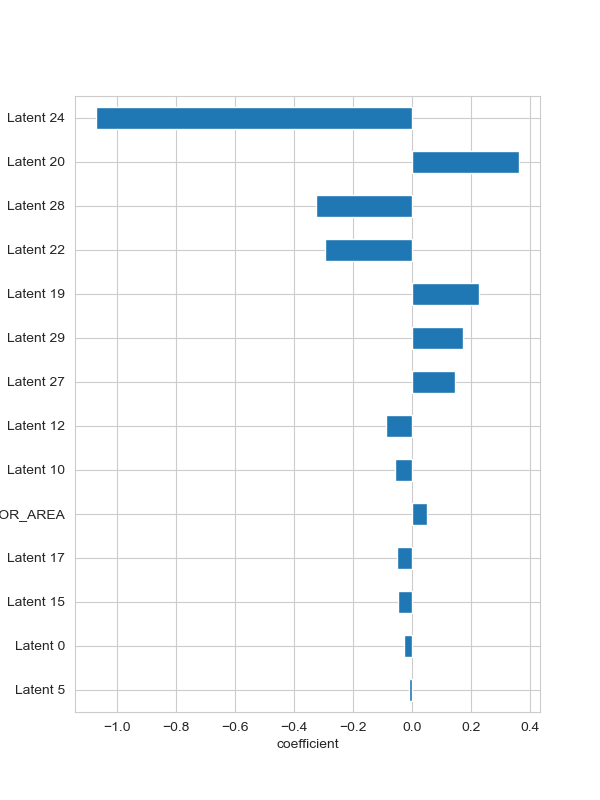 Latent 24
Latent 20
Latent 28
Latent 22
Latent 19
Latent 29
Latent 27
Latent 12
Latent 10
OR_AREA
Latent 17
Latent 15
Latent 0
Latent 5
−1.0 −0.8 −0.6 −0.4 −0.2 0.0 0.2 0.4
coefficient